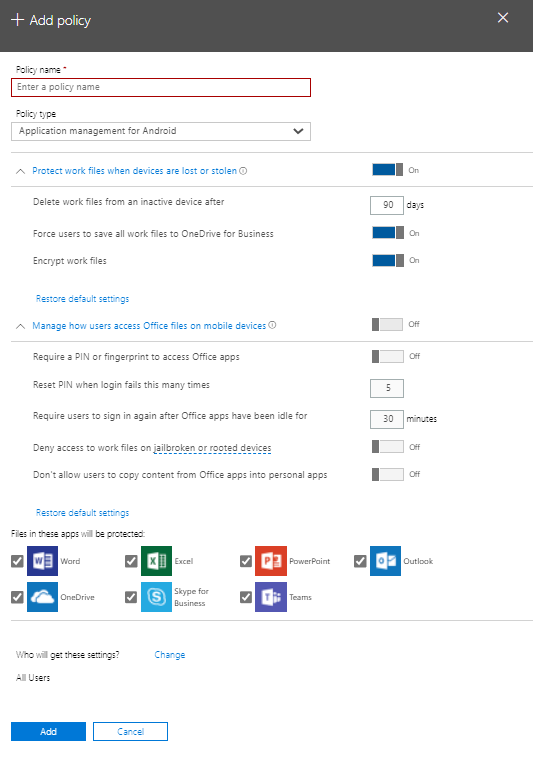 Add policy
Policy name *
Enter a policy name
Policy type
Application management for Android
Protect work files when devices are lost or stolen
On
Delete work files from an inactive device after
90 days
Force users to save all work files to OneDrive for Business
On
Encrypt work files
On
Restore default settings
Manage how users access Office files on mobile devices
Off
Require a PIN or fingerprint to access Office apps
Off
Reset PIN when login fails this many times
5
Require users to sign in again after Office apps have been idle for
30 minutes
Deny access to work files on jailbroken or rooted devices
Off
Don't allow users to copy content from Office apps into personal apps
Off
Restore default settings
Files in these apps will be protected:
Word
Excel
PowerPoint
Outlook
OneDrive
Skype for
Business
Teams
Who will get these settings?
Change
All Users
Add
Cancel